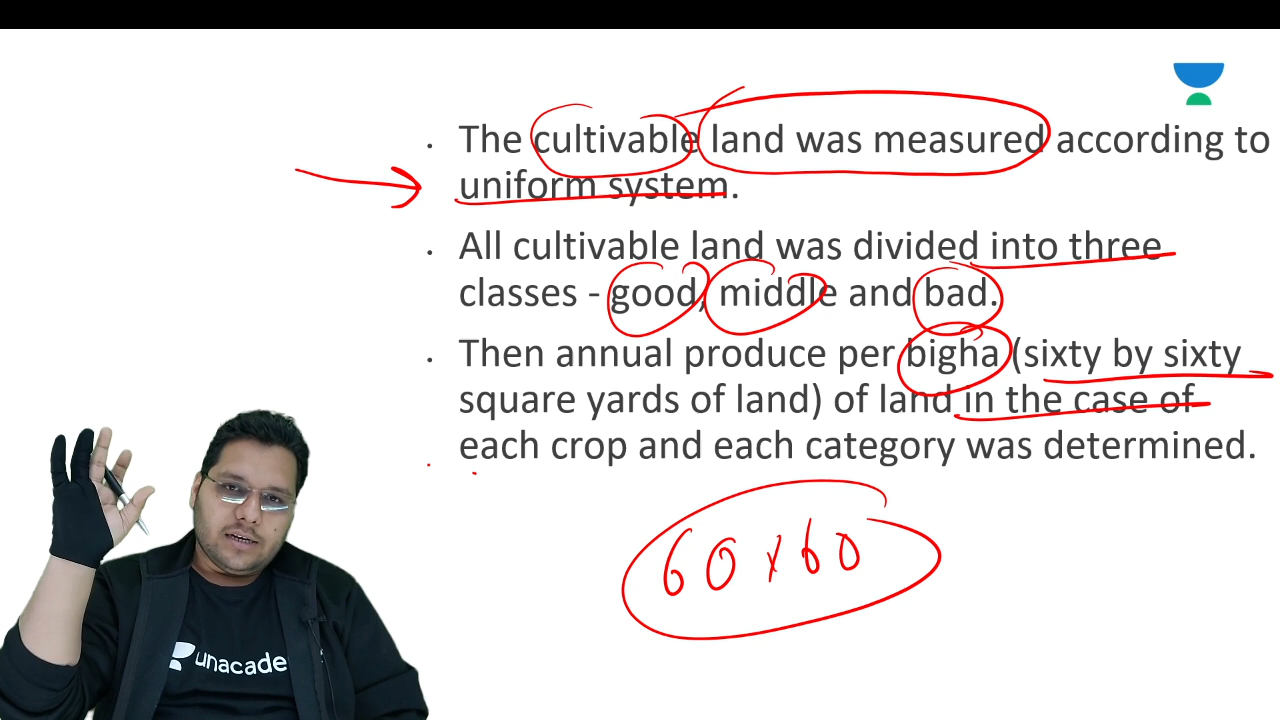 The cultivable land was measured according to
uniform system.
All cultivable land was divided into three
classes - good, middle and bad.
Then annual produce per bigha (sixty by sixty
square yards of land) of land in the case of
each crop and each category was determined.
60 x 60
unacade